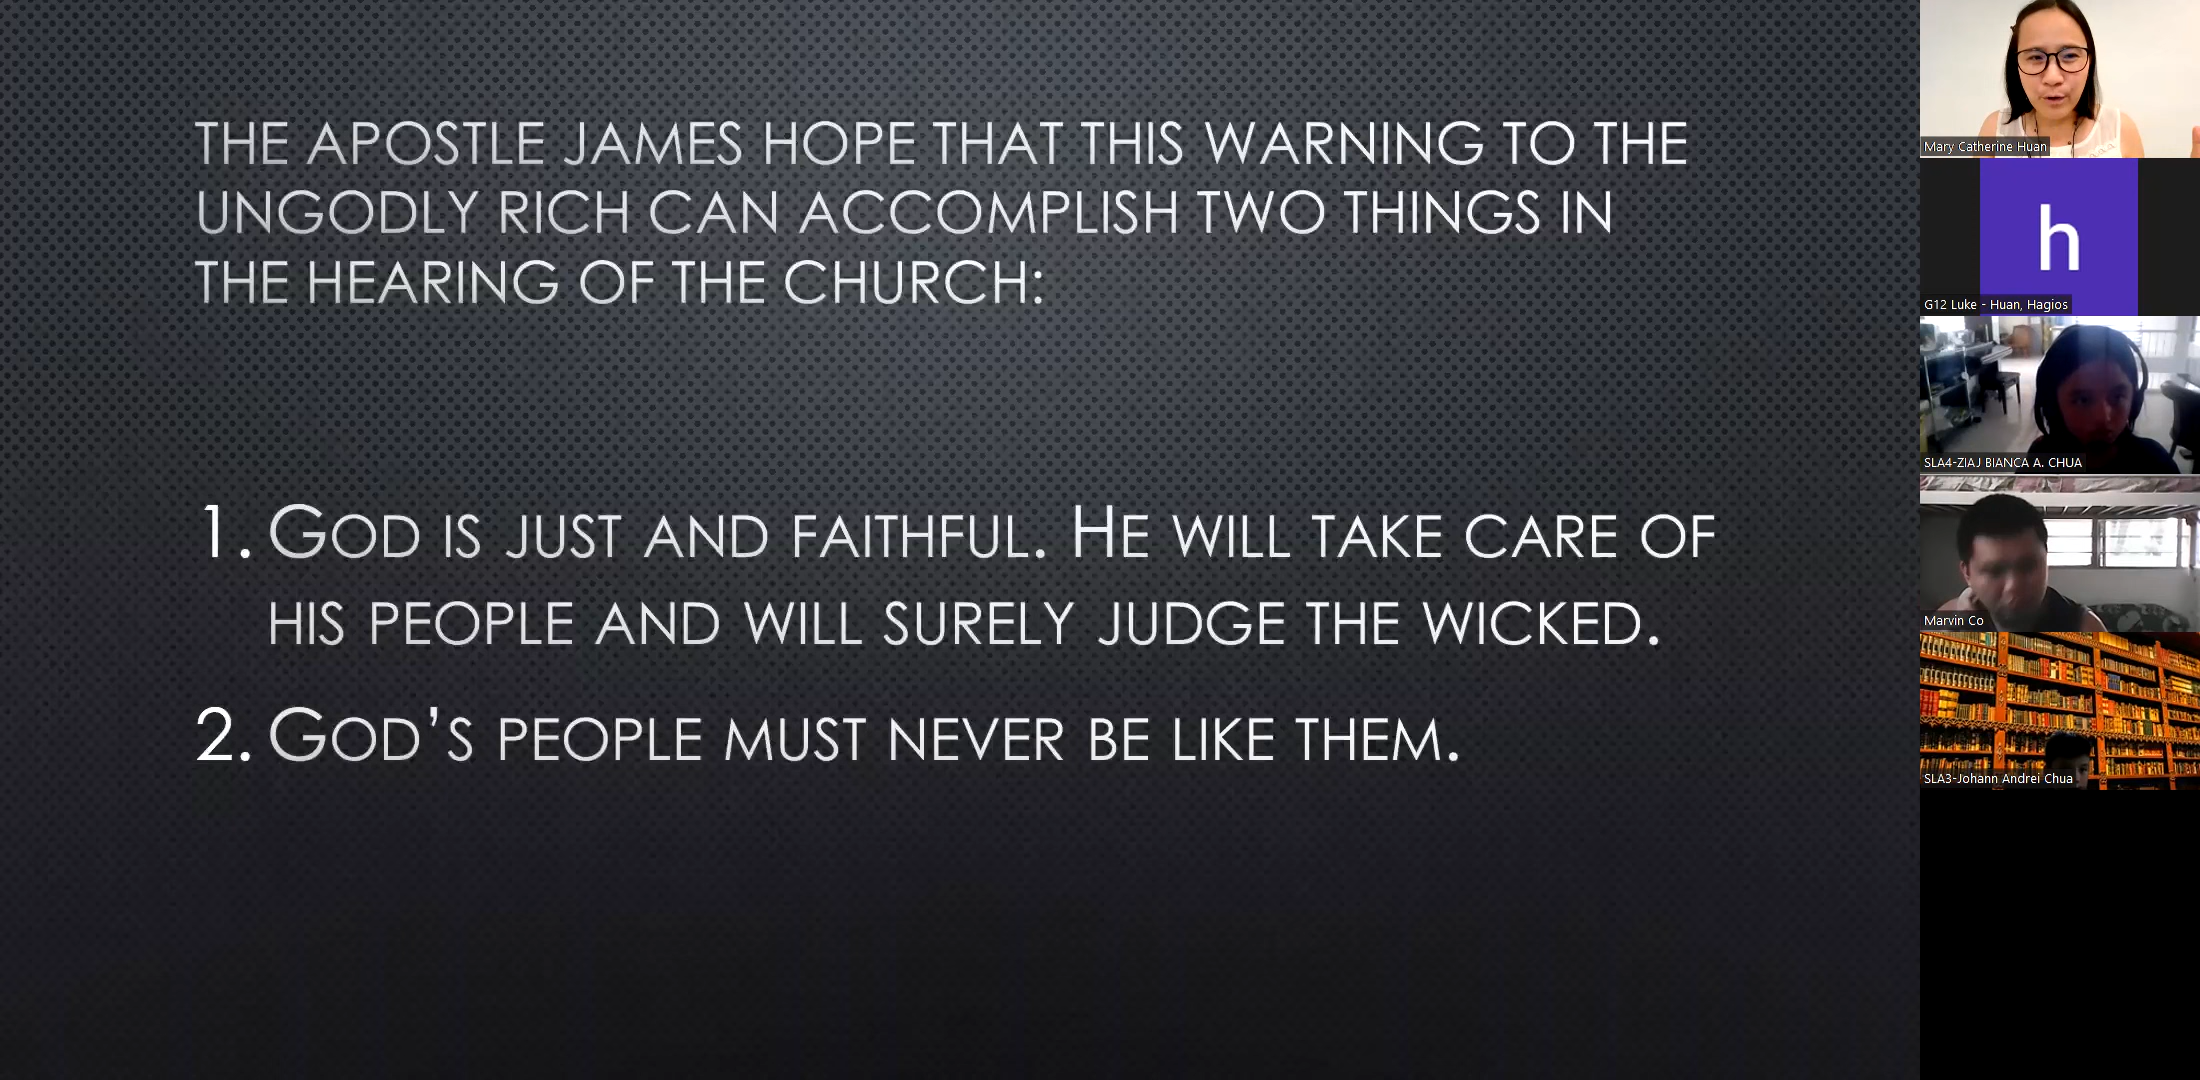 THE APOSTLE JAMES HOPE THAT THIS WARNING TO THE
UNGODLY RICH CAN ACCOMPLISH TWO THINGS IN
THE HEARING OF THE CHURCH:
1. GOD IS JUST AND FAITHFUL. HE WILL TAKE CARE OF
HIS PEOPLE AND WILL SURELY JUDGE THE WICKED.
2. GOD’S PEOPLE MUST NEVER BE LIKE THEM.
Mary Catherine Huan
h
G12 Luke - Huan, Hagios
SLA4-ZIAJ BIANCA A. CHUA
Marvin Co
SLA3-Johann Andrei Chua